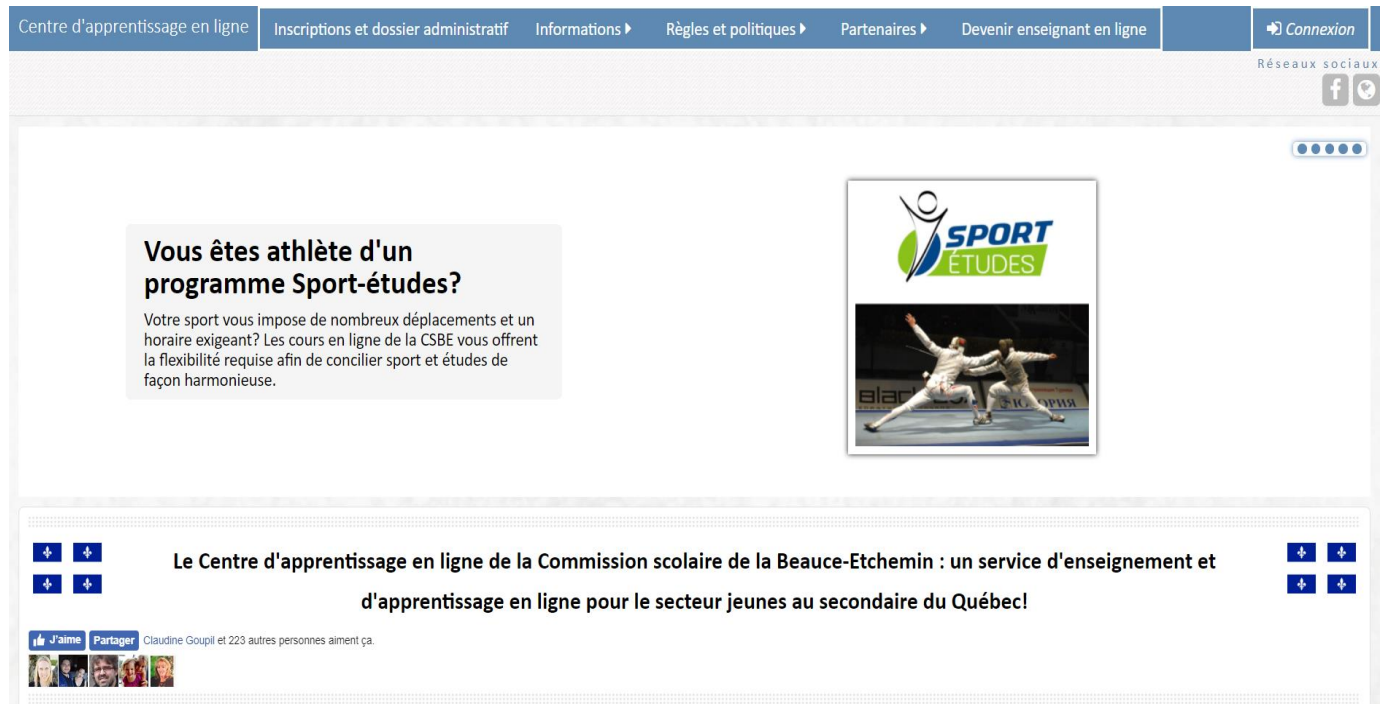 Centre d'apprentissage en ligne
Inscriptions et dossier administratif
Informations
Règles et politiques
Partenaires
Devenir enseignant en ligne
Connexion
Réseaux sociaux
Vous êtes athlète d'un
programme Sport-études?
Votre sport vous impose de nombreux déplacements et un
horaire exigeant? Les cours en ligne de la CSBE vous offrent
la flexibilité requise afin de concilier sport et études de
façon harmonieuse.
SPORT
ÉTUDES
Le Centre d'apprentissage en ligne de la Commission scolaire de la Beauce-Etchemin : un service d'enseignement et
d'apprentissage en ligne pour le secteur jeunes au secondaire du Québec!
J'aime
Partager
Claudine Goupil et 223 autres personnes aiment ça.